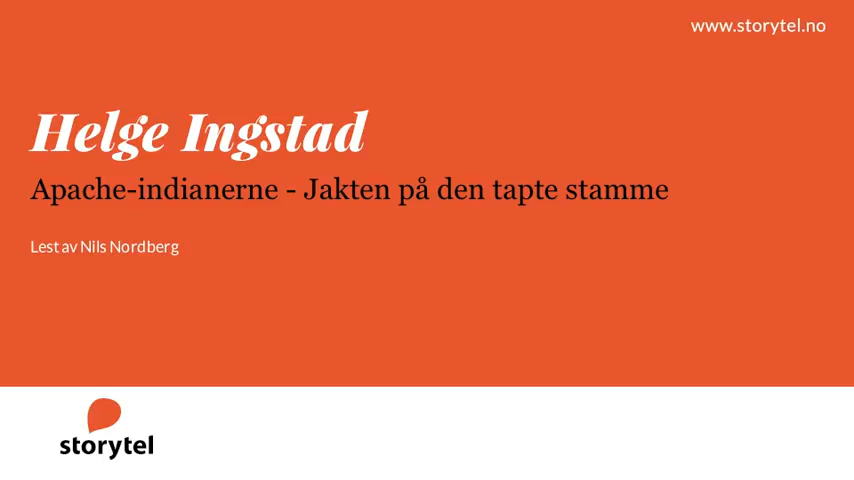 www.storytel.no
Helge Ingstad
Apache-indianerne - Jakten på den tapte stamme
Lest av Nils Nordberg
storytel